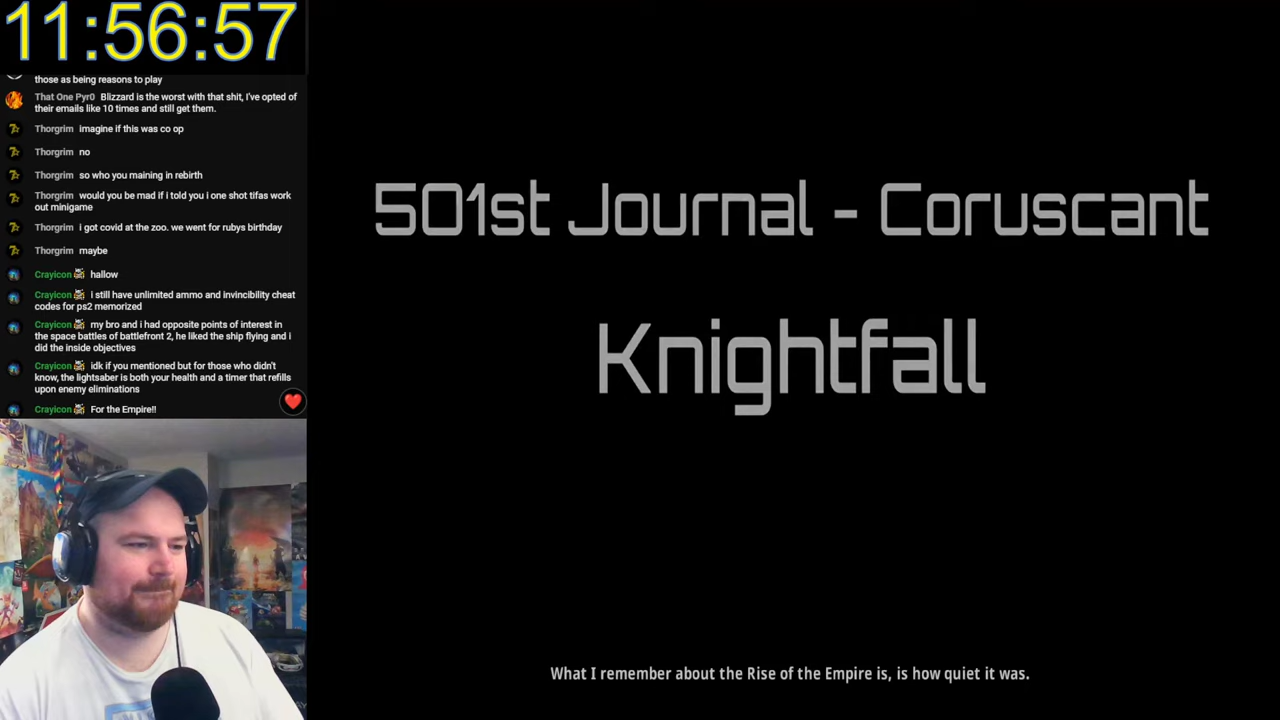 11:56:57
those as being reasons to play
That One Pyr0 Blizzard is the worst with that shit, I've opted of
their emails like 10 times and still get them.
Thorgrim imagine if this was co op
Thorgrim no
Thorgrim so who you maining in rebirth
Thorgrim would you be mad if i told you i one shot tifas work
out minigame
Thorgrim i got covid at the zoo. we went for rubys birthday
Thorgrim maybe
Crayicon hallow
Crayicon i still have unlimited ammo and invincibility cheat
codes for ps2 memorized
Crayicon my bro and i had opposite points of interest in
the space battles of battlefront 2, he liked the ship flying and i
did the inside objectives
Crayicon idk if you mentioned but for those who didn't
know, the lightsaber is both your health and a timer that refills
upon enemy eliminations
Crayicon For the Empire!!
501st Journal - Coruscant
Knightfall
What I remember about the Rise of the Empire is, is how quiet it was.